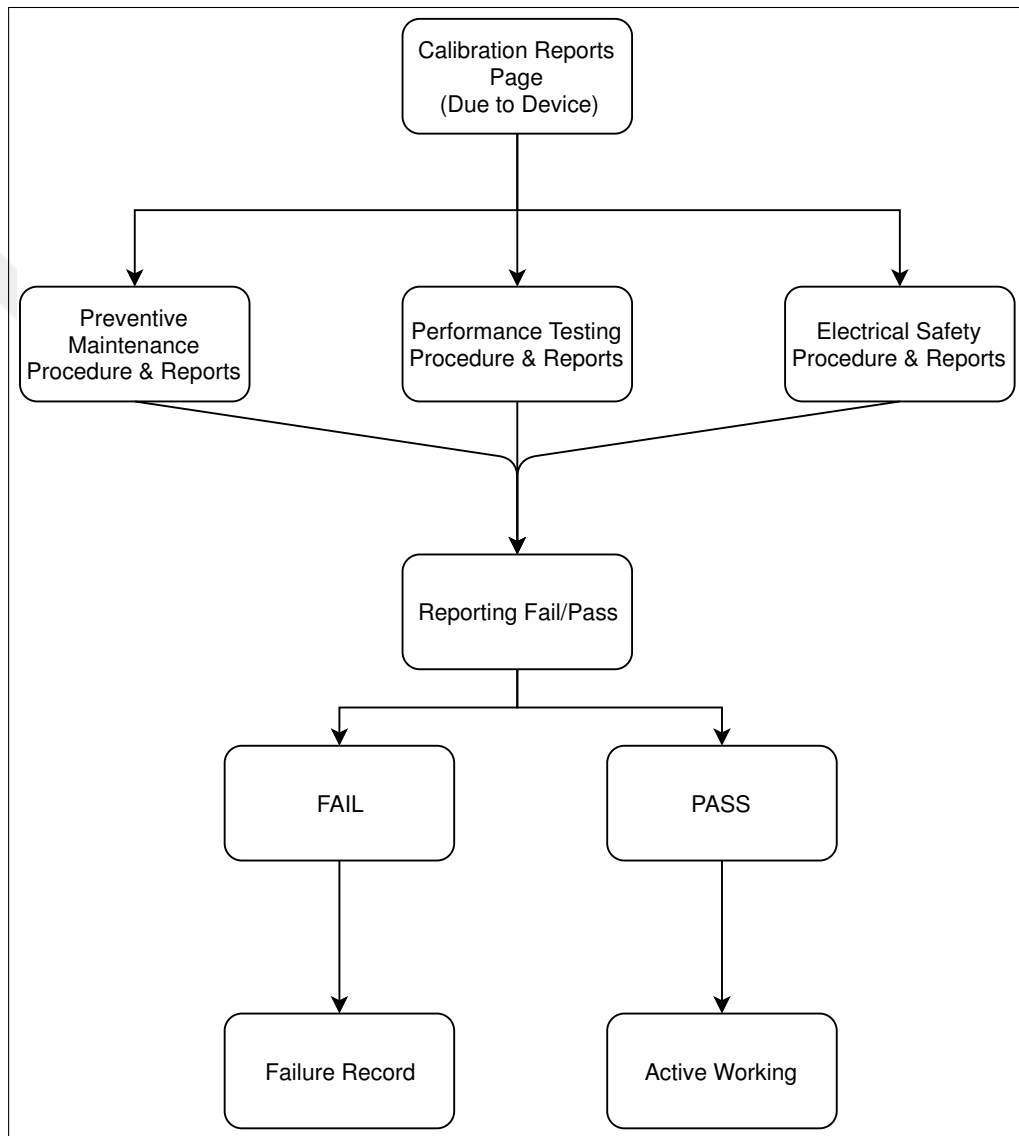 Calibration Reports
Page
(Due to Device)
Preventive
Maintenance
Procedure & Reports
Performance Testing
Procedure & Reports
Electrical Safety
Procedure & Reports
Reporting Fail/Pass
FAIL
PASS
Failure Record
Active Working